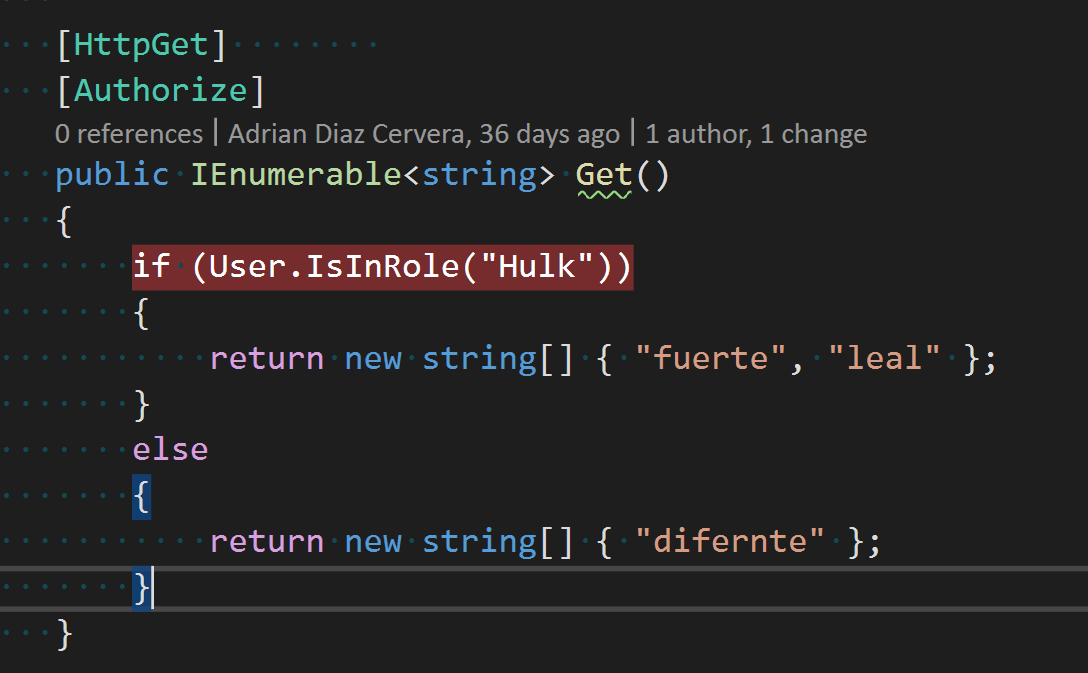 [HttpGet]
[Authorize]
0 references | Adrian Diaz Cervera, 36 days ago | 1 author, 1 change
public IEnumerable<string> Get()
{
if (User.IsInRole("Hulk"))
{
return new string[] { "fuerte", "leal" };
}
else
{
return new string[] { "difernte" };
}
}